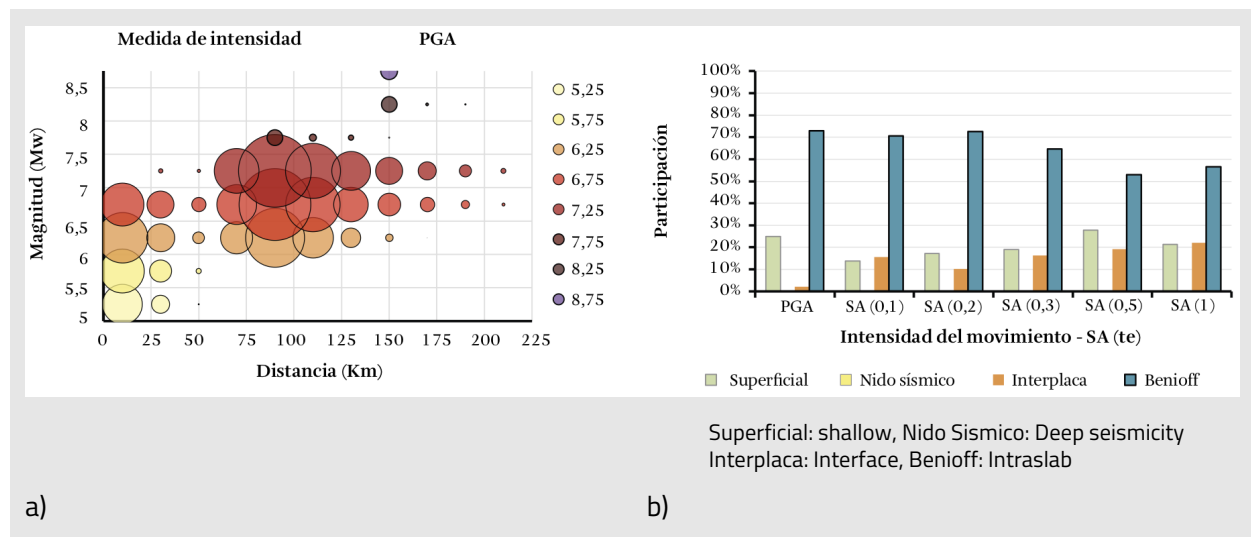 Medida de intensidad PGA
Magnitud (Mw)
8,5
8
7,5
7
6,5
6
5,5
5
0 25 50 75 100 125 150 175 200 225
Distancia (Km)
5,25
5,75
6,25
6,75
7,25
7,75
8,25
8,75
a)
Participación
100%
90%
80%
70%
60%
50%
40%
30%
20%
10%
0%
PGA SA (0,1) SA (0,2) SA (0,3) SA (0,5) SA (1)
Intensidad del movimiento - SA (te)
Superficial Nido sísmico Interplaca Benioff
Superficial: shallow, Nido Sismico: Deep seismicity
Interplaca: Interface, Benioff: Intraslab
b)